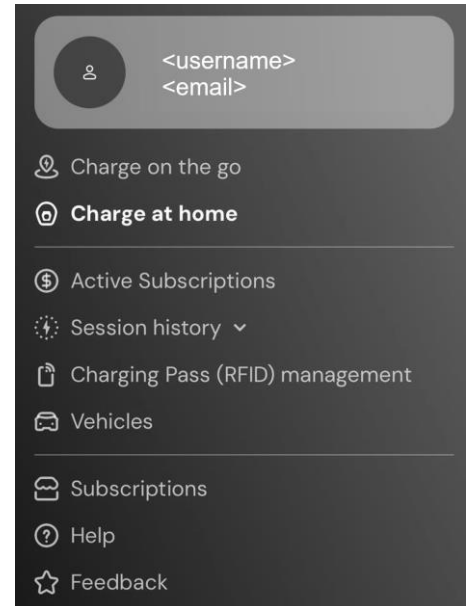 <username>
<email>
Charge on the go
Charge at home
Active Subscriptions
Session history
Charging Pass (RFID) management
Vehicles
Subscriptions
Help
Feedback